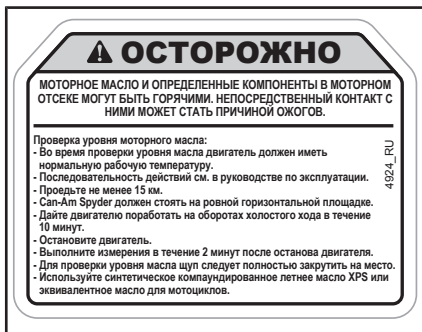 ОСТОРОЖНО
МОТОРНОЕ МАСЛО И ОПРЕДЕЛЕННЫЕ КОМПОНЕНТЫ В МОТОРНОМ
ОТСЕКЕ МОГУТ БЫТЬ ГОРЯЧИМИ. НЕПОСРЕДСТВЕННЫЙ КОНТАКТ С
НИМИ МОЖЕТ СТАТЬ ПРИЧИНОЙ ОЖОГОВ.
Проверка уровня моторного масла:
- Во время проверки уровня масла двигатель должен иметь
нормальную рабочую температуру.
- Последовательность действий см. в руководстве по эксплуатации.
- Проедьте не менее 15 км.
- Can-Am Spyder должен стоять на ровной горизонтальной площадке.
- Дайте двигателю поработать на оборотах холостого хода в течение
10 минут.
- Остановите двигатель.
- Выполните измерения в течение 2 минут после останова двигателя.
- Для проверки уровня масла щуп следует полностью закрутить на место.
- Используйте синтетическое компаундированное летнее масло XPS или
эквивалентное масло для мотоциклов.
4924_RU